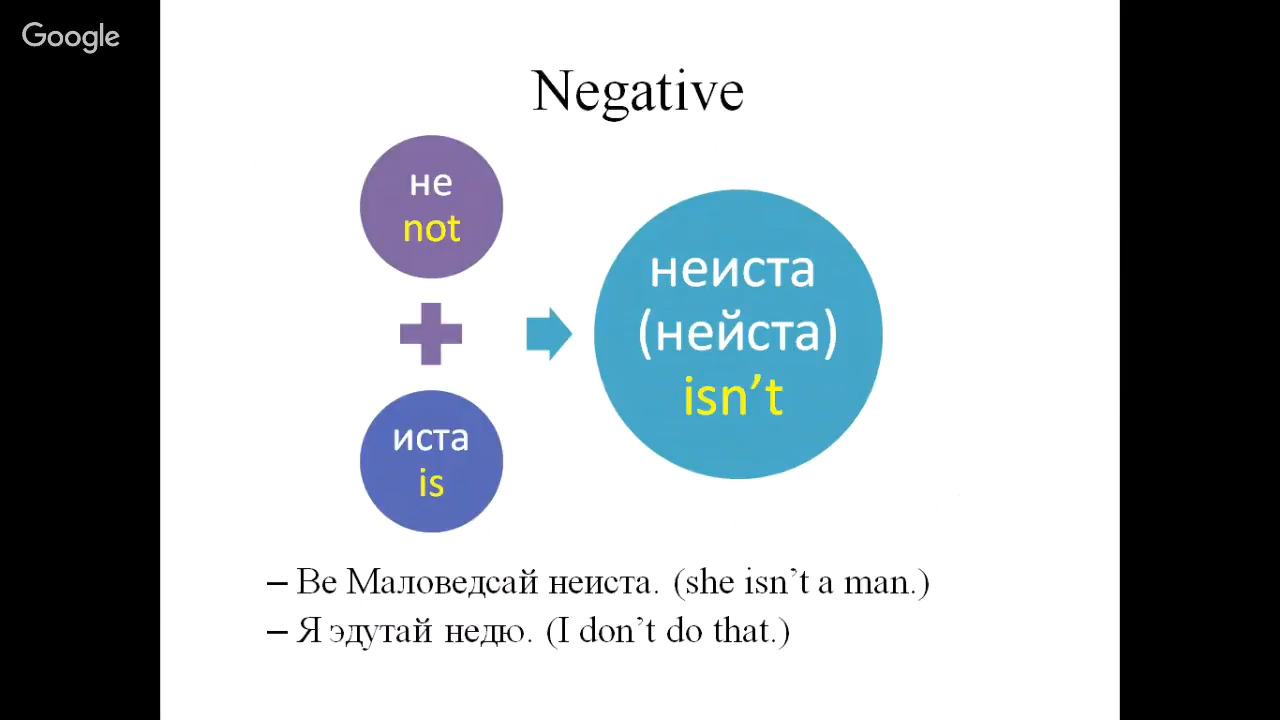 Google
Negative
не
not
иста
is
неиста
(нейста)
isn’t
– Ве Маловедсай неиста. (she isn’t a man.)
– Я эдутай недю. (I don’t do that.)